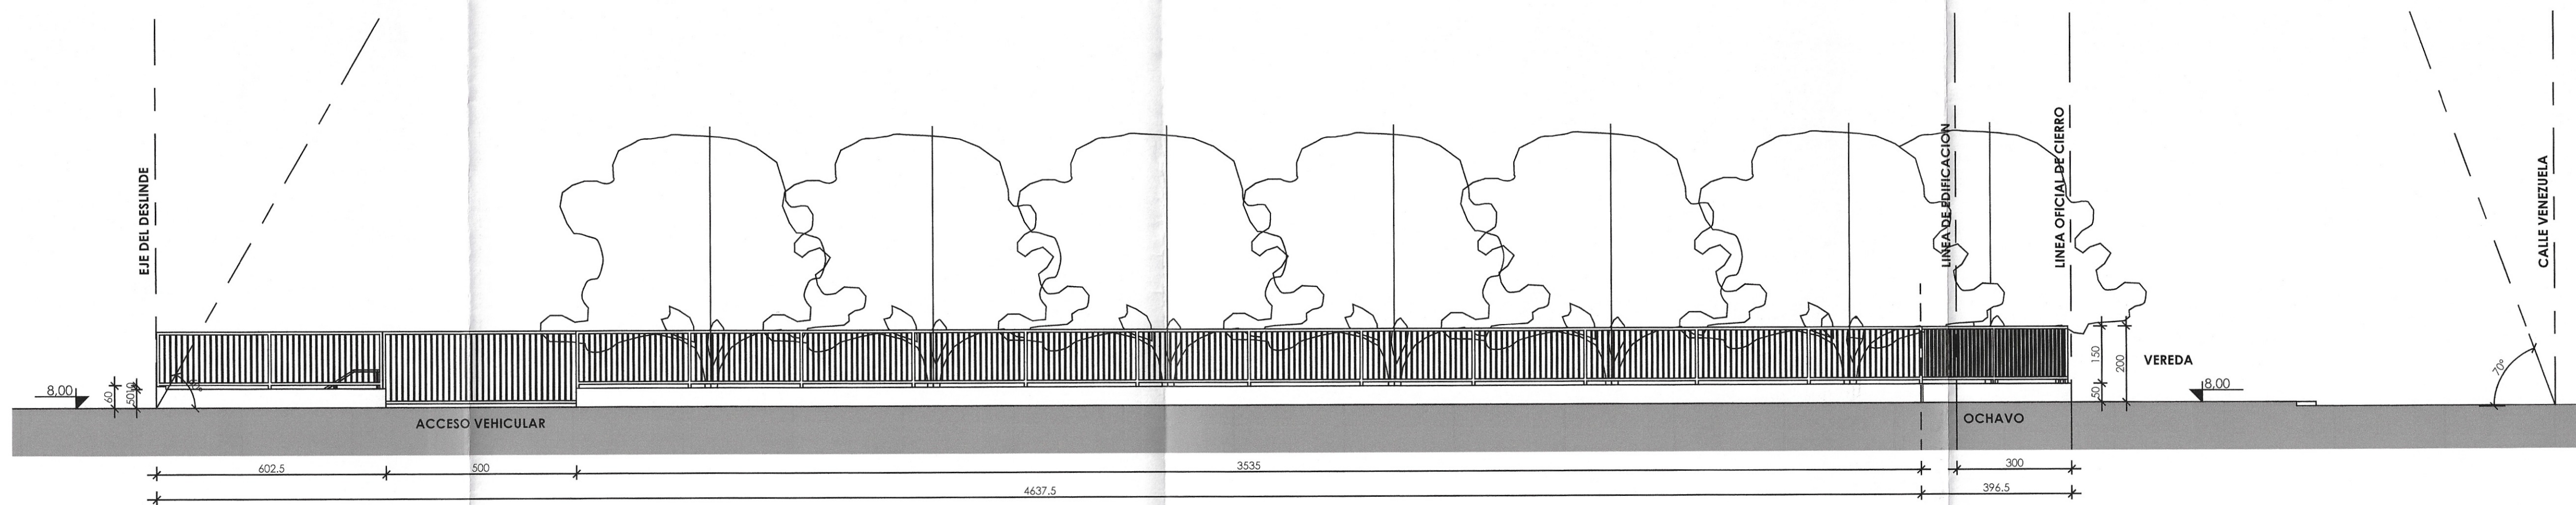 EJE DEL DESLINDE
LINEA DE EDIFICACION
LINEA OFICIAL DE CIERRO
CALLE VENEZUELA
8,00
60
50
10
150
200
50
VEREDA
8,00
70°
ACCESO VEHICULAR
OCHAVO
602.5
500
3535
300
4637.5
396.5